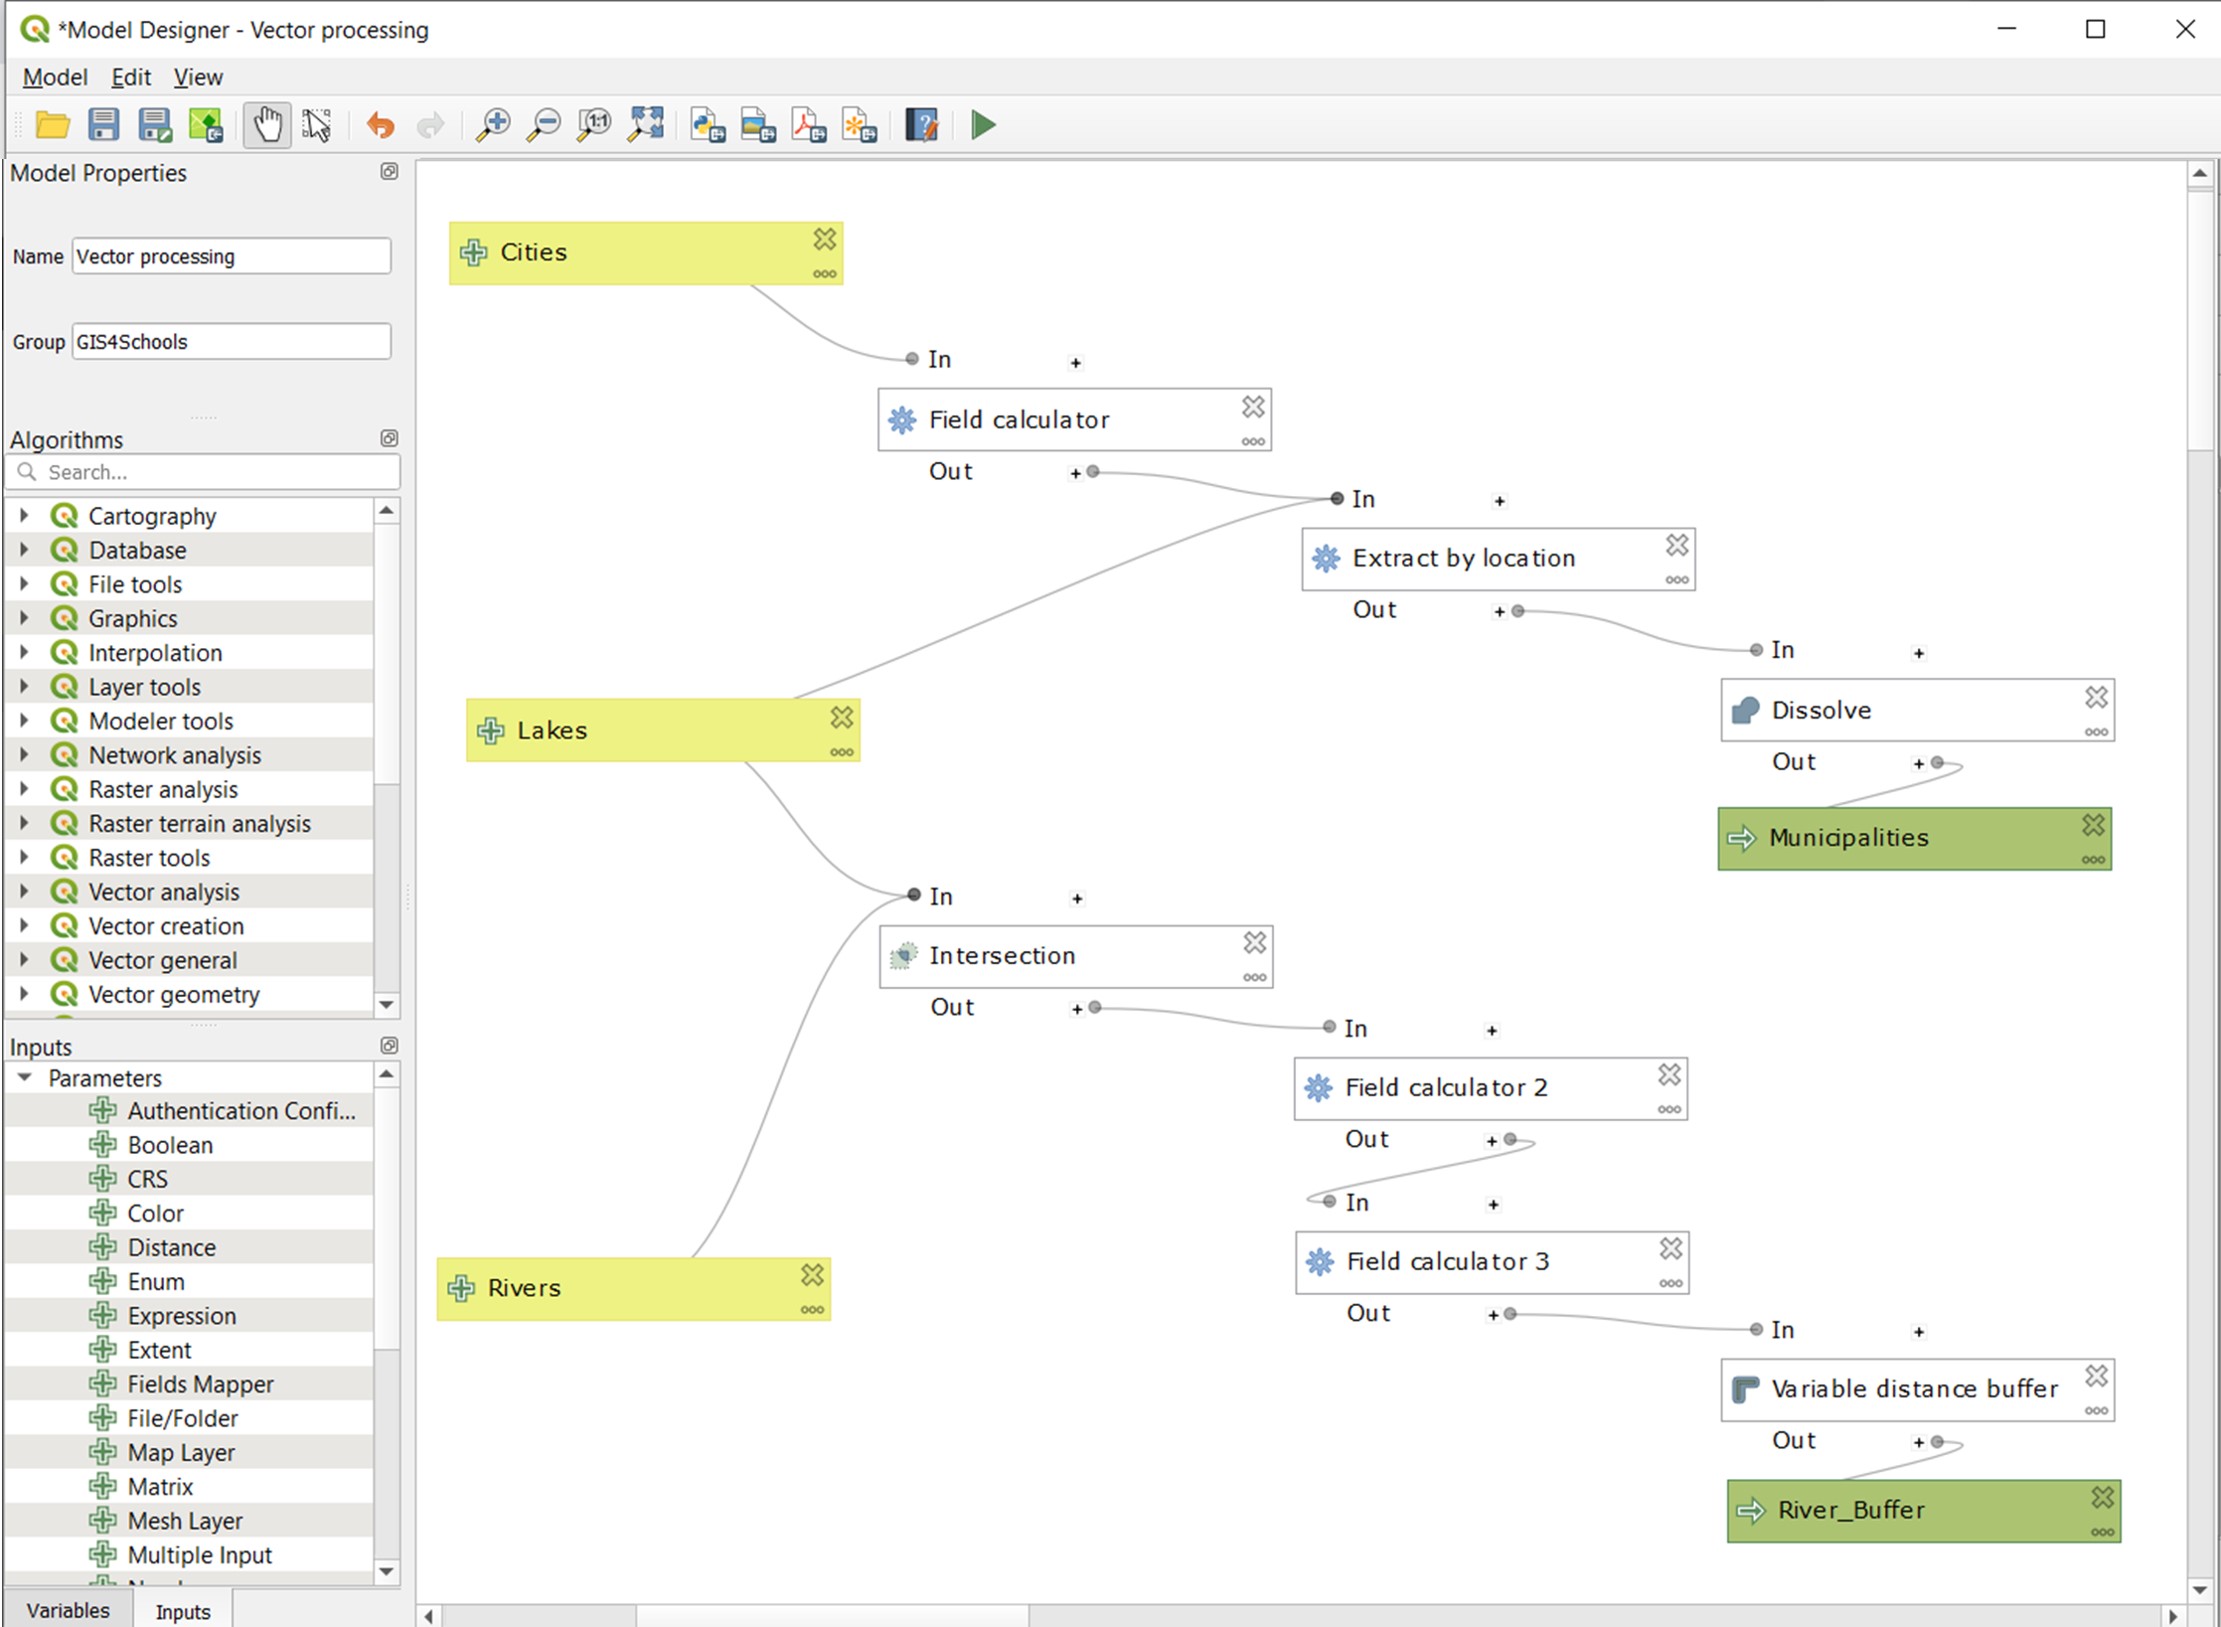 *Model Designer - Vector processing
Model Edit View
1:1
Model Properties
Name Vector processing
Group GIS4Schools
Algorithms
Search...
Cartography
Database
File tools
Graphics
Interpolation
Layer tools
Modeler tools
Network analysis
Raster analysis
Raster terrain analysis
Raster tools
Vector analysis
Vector creation
Vector general
Vector geometry
Inputs
Parameters
Authentication Confi...
Boolean
CRS
Color
Distance
Enum
Expression
Extent
Fields Mapper
File/Folder
Map Layer
Matrix
Mesh Layer
Multiple Input
Variables Inputs
Cities
In
Field calculator
Out
In
Extract by location
Out
In
Dissolve
Out
Municipalities
Lakes
In
Intersection
Out
In
Field calculator 2
Out
In
Field calculator 3
Out
Rivers
In
Variable distance buffer
Out
River_Buffer